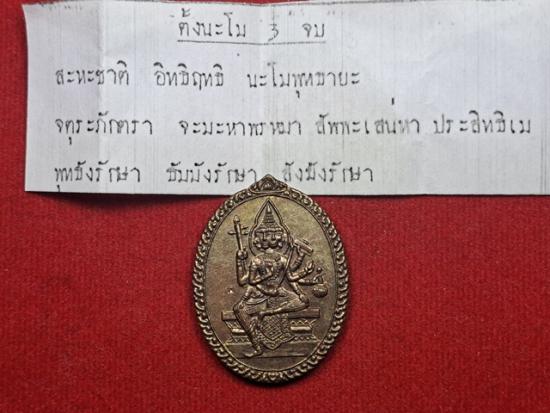 ตั้งนะโม 3 จบ
สะหะชาติ อิทธิฤทธิ นะโมพุทธายะ
จตุระภักตรา จะมะหาพรหมา สัพพะเสน่หา ประสิทธิเม
พุทธังรักษา ธัมมังรักษา สังฆังรักษา